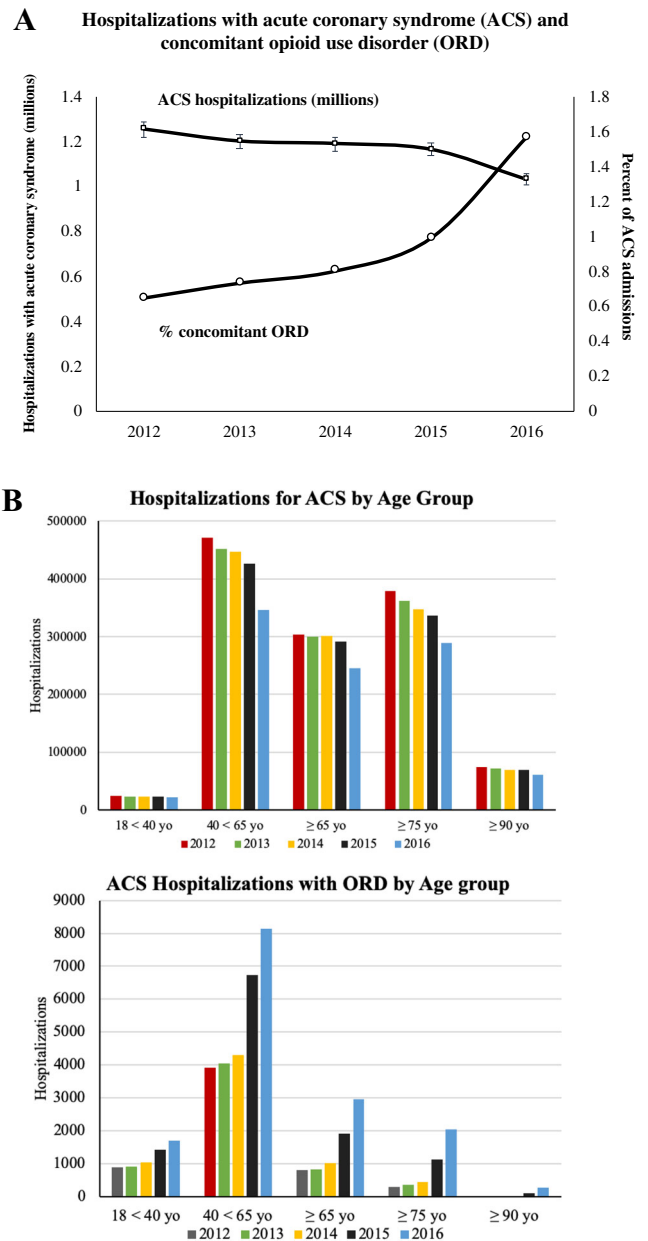 A
Hospitalizations with acute coronary syndrome (ACS) and
concomitant opioid use disorder (ORD)
Hospitalizations with acute coronary syndrome (millions)
1.4
1.2
1
0.8
0.6
0.4
0.2
0
ACS hospitalizations (millions)
% concomitant ORD
1.8
1.6
1.4
1.2
1
0.8
0.6
0.4
0.2
0
Percent of ACS admissions
2012 2013 2014 2015 2016
B
Hospitalizations for ACS by Age Group
Hospitalizations
500000
400000
300000
200000
100000
0
18 < 40 yo 40 < 65 yo ≥ 65 yo ≥ 75 yo ≥ 90 yo
2012 2013 2014 2015 2016
ACS Hospitalizations with ORD by Age group
Hospitalizations
9000
8000
7000
6000
5000
4000
3000
2000
1000
0
18 < 40 yo 40 < 65 yo ≥ 65 yo ≥ 75 yo ≥ 90 yo
2012 2013 2014 2015 2016